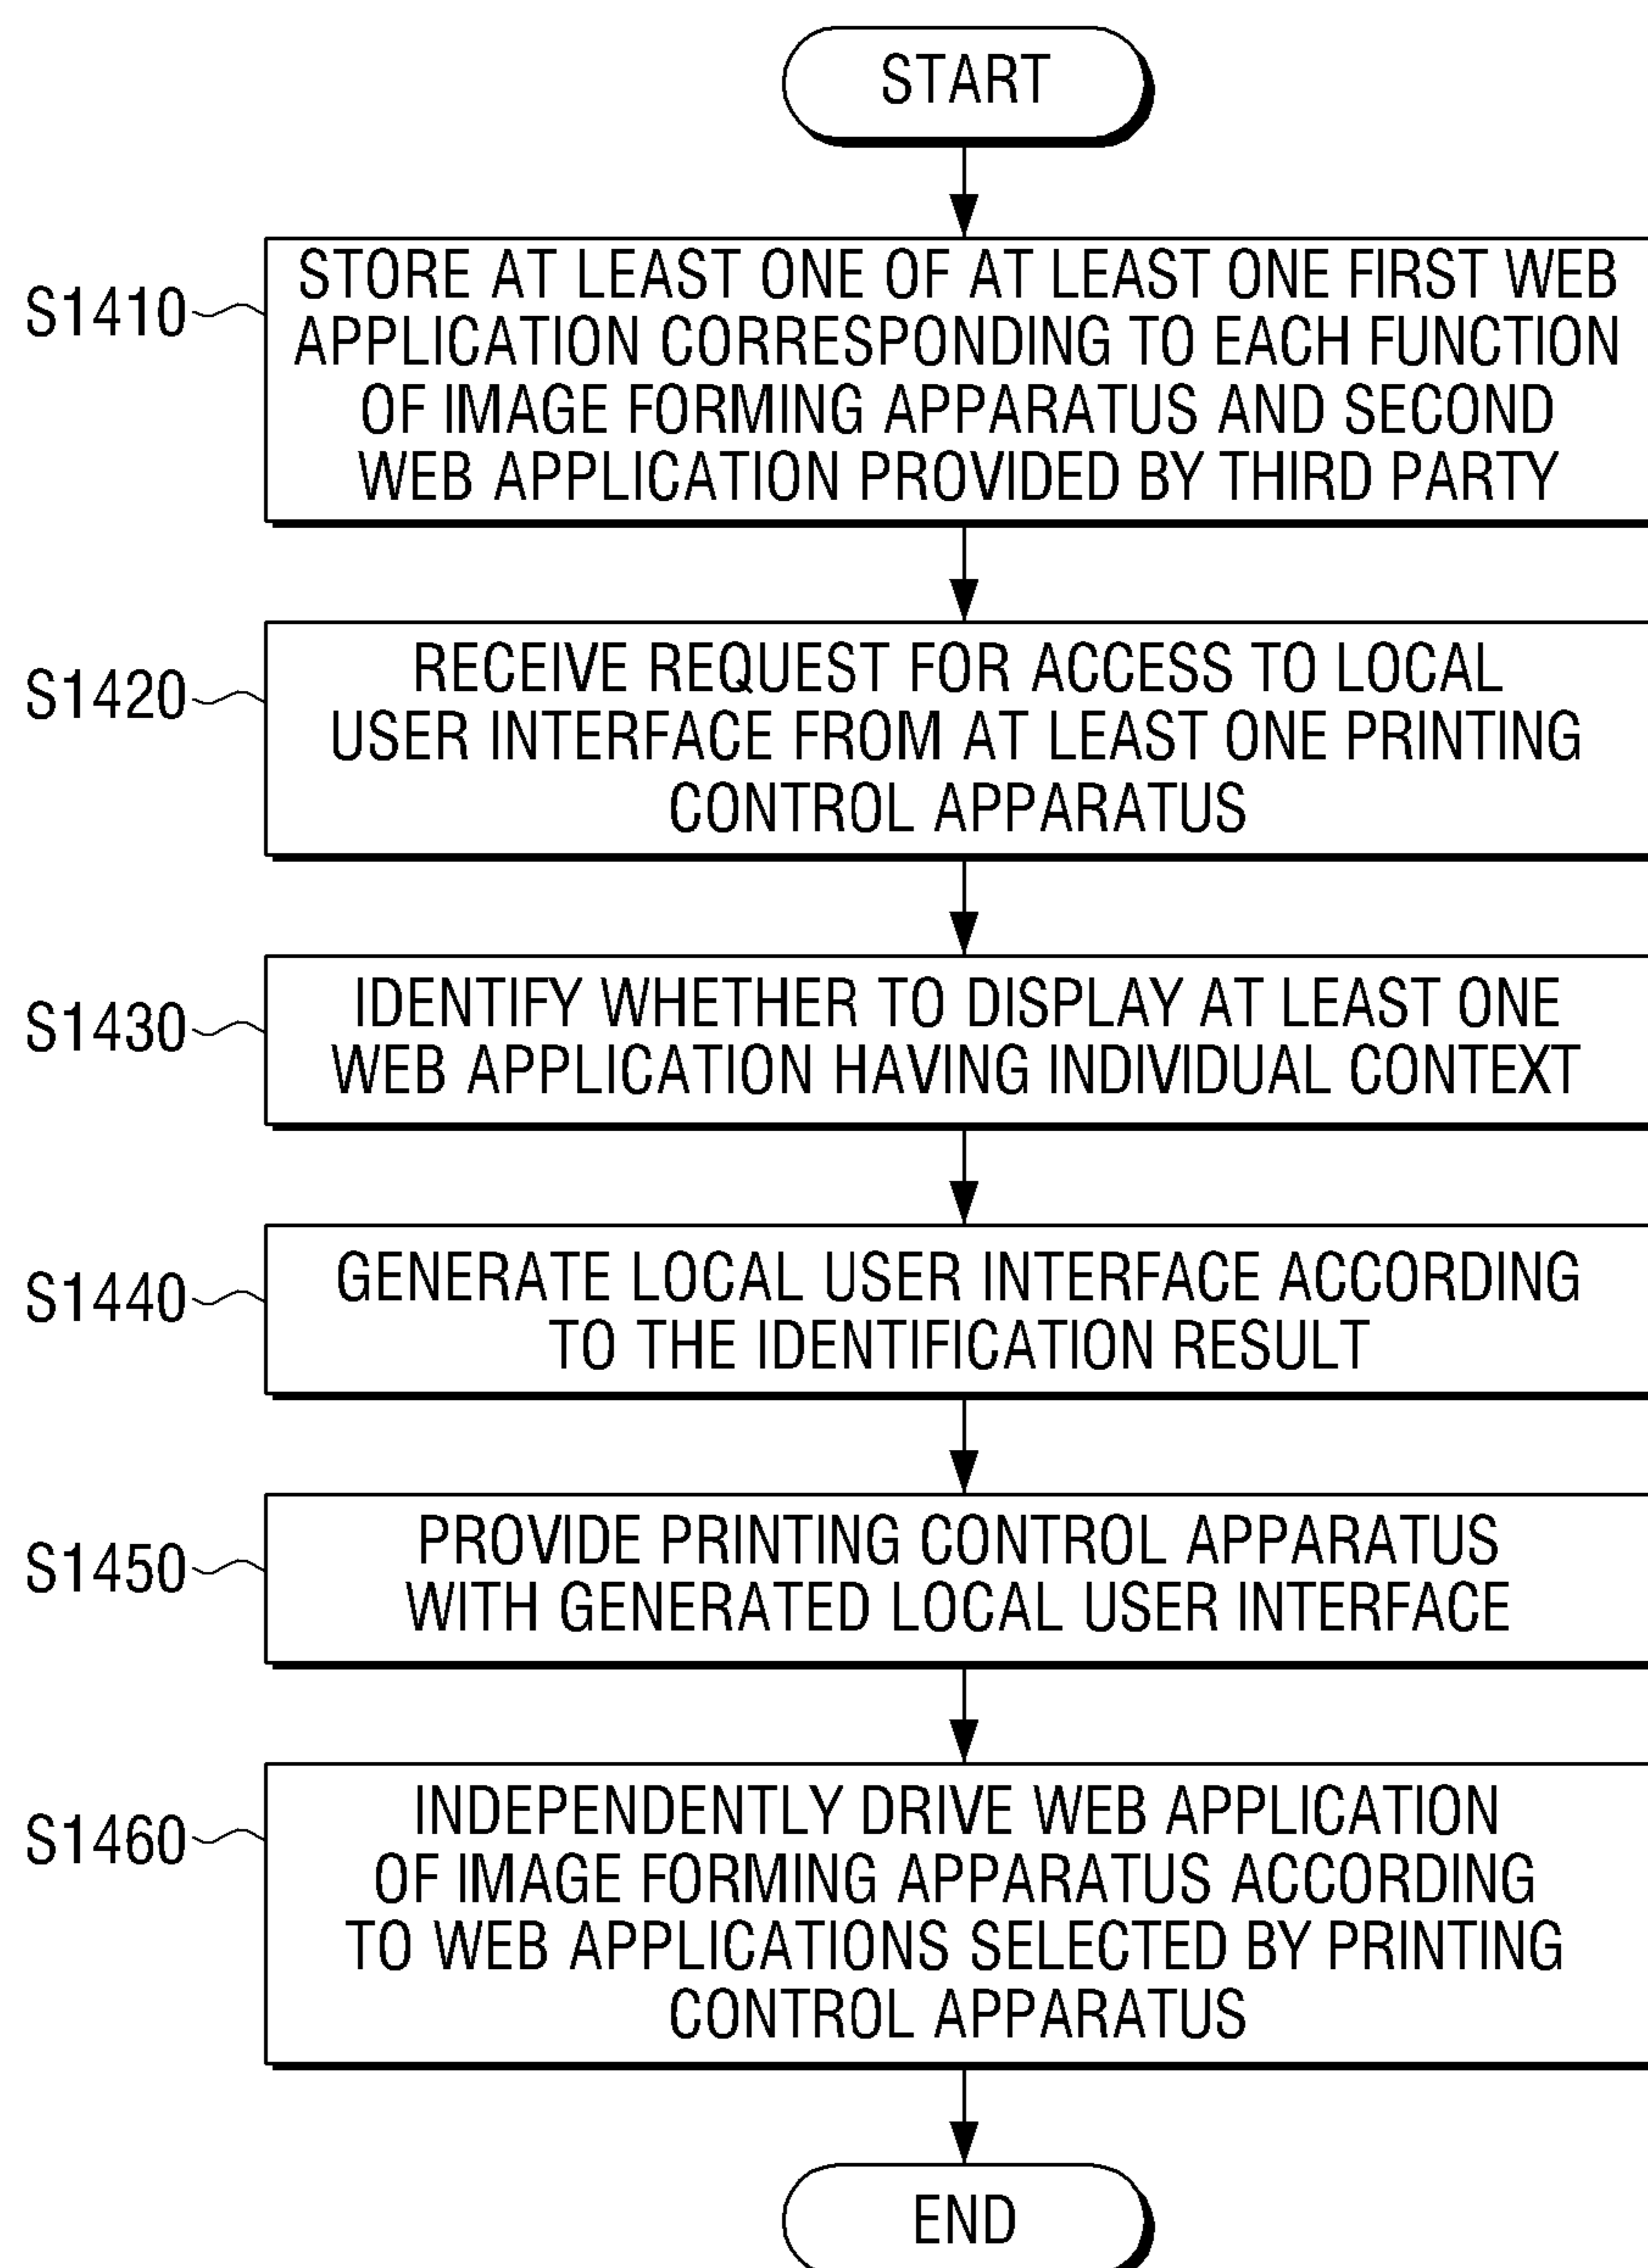 START
S1410
STORE AT LEAST ONE OF AT LEAST ONE FIRST WEB
APPLICATION CORRESPONDING TO EACH FUNCTION
OF IMAGE FORMING APPARATUS AND SECOND
WEB APPLICATION PROVIDED BY THIRD PARTY
S1420
RECEIVE REQUEST FOR ACCESS TO LOCAL
USER INTERFACE FROM AT LEAST ONE PRINTING
CONTROL APPARATUS
S1430
IDENTIFY WHETHER TO DISPLAY AT LEAST ONE
WEB APPLICATION HAVING INDIVIDUAL CONTEXT
S1440
GENERATE LOCAL USER INTERFACE ACCORDING
TO THE IDENTIFICATION RESULT
S1450
PROVIDE PRINTING CONTROL APPARATUS
WITH GENERATED LOCAL USER INTERFACE
S1460
INDEPENDENTLY DRIVE WEB APPLICATION
OF IMAGE FORMING APPARATUS ACCORDING
TO WEB APPLICATIONS SELECTED BY PRINTING
CONTROL APPARATUS
END